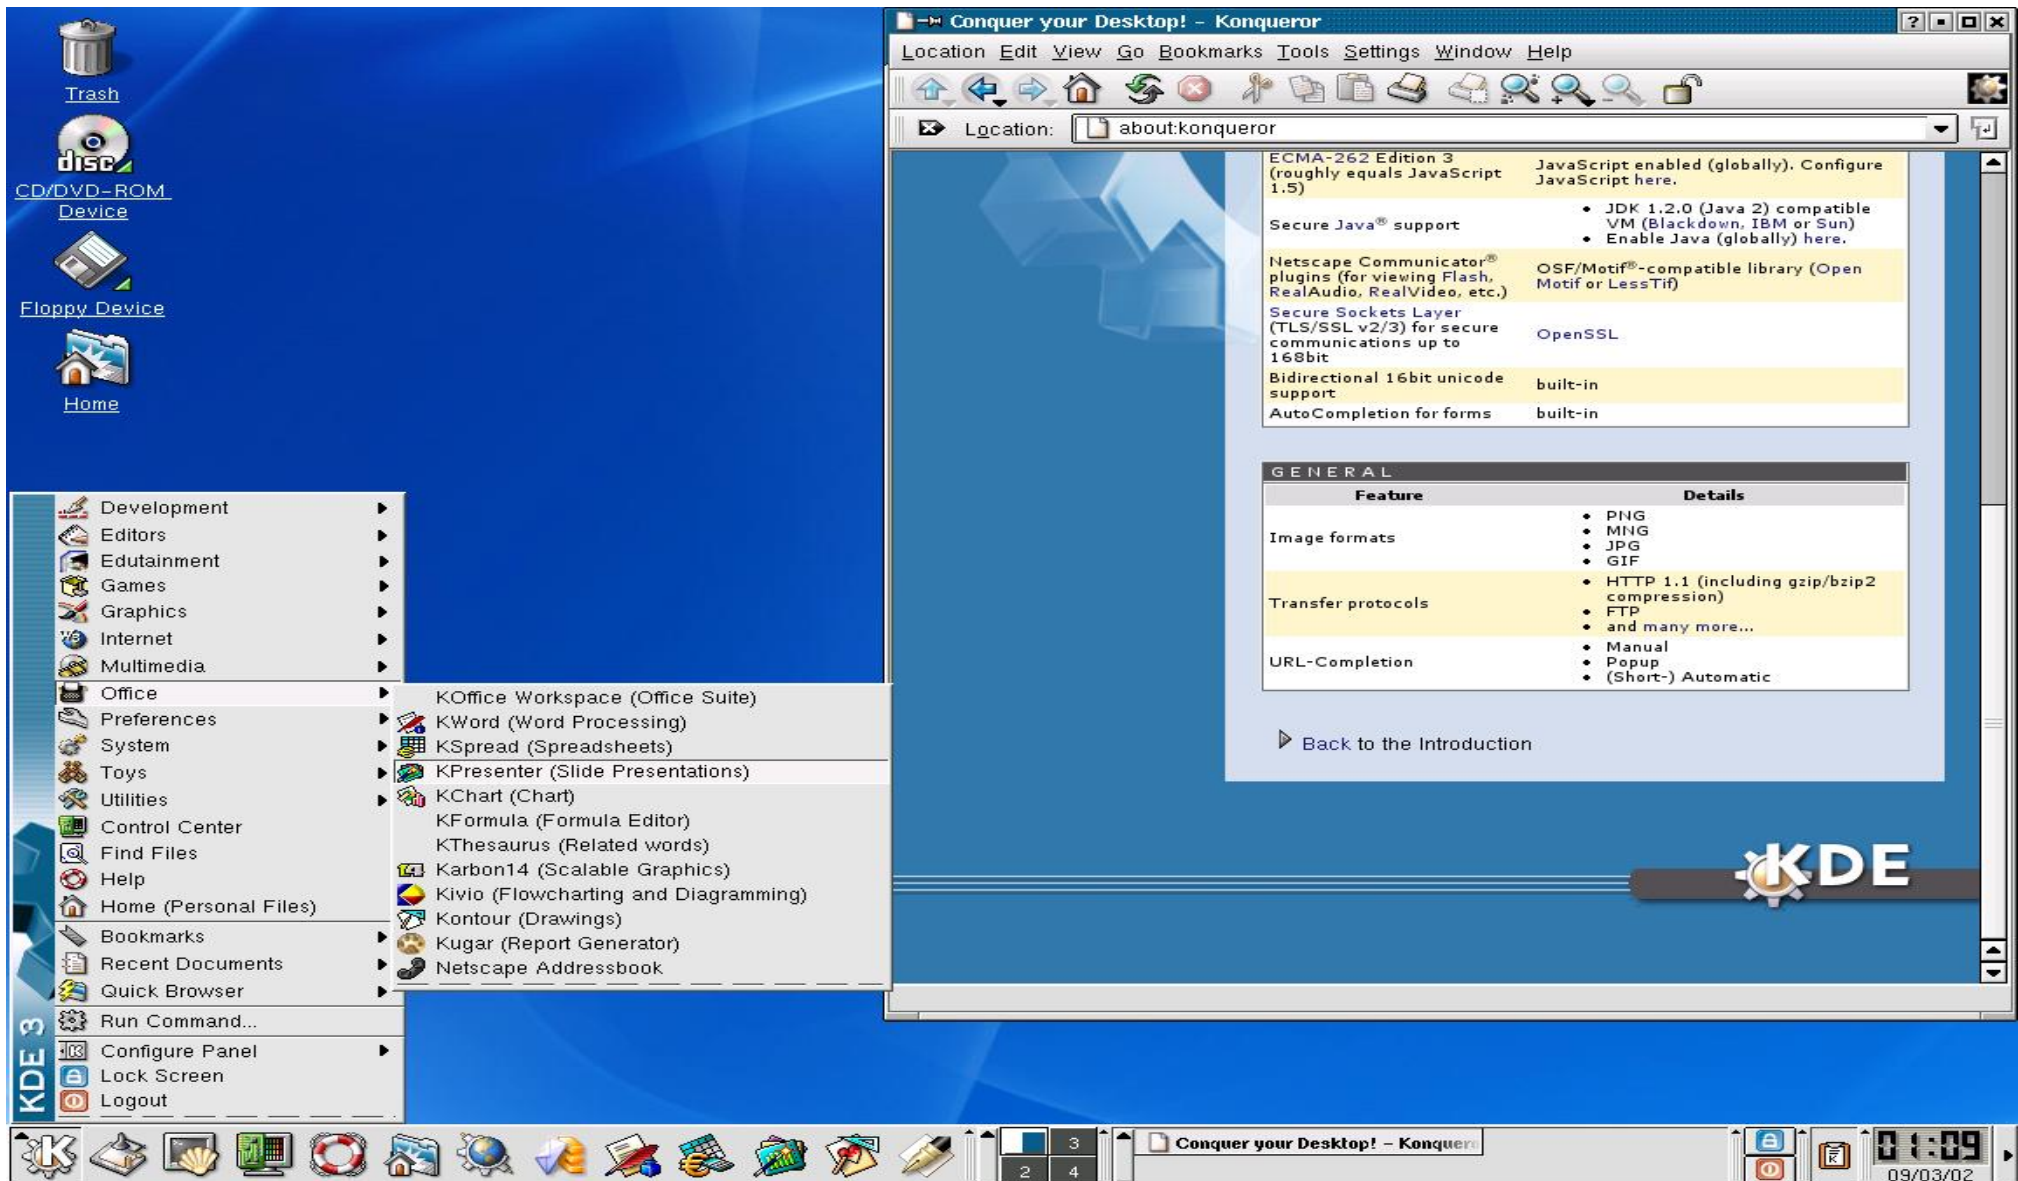 Trash
disc
CD/DVD-ROM
Device
Floppy Device
Home
Conquer your Desktop! - Konqueror
Location Edit View Go Bookmarks Tools Settings Window Help
Location: about:konqueror
ECMA-262 Edition 3
(roughly equals JavaScript
1.5)
JavaScript enabled (globally). Configure
JavaScript here.
Secure Java® support
• JDK 1.2.0 (Java 2) compatible
VM (Blackdown, IBM or Sun)
• Enable Java (globally) here.
Netscape Communicator®
plugins (for viewing Flash,
RealAudio, RealVideo, etc.)
OSF/Motif®-compatible library (Open
Motif or LessTif)
Secure Sockets Layer
(TLS/SSL v2/3) for secure
communications up to
168bit
OpenSSL
Bidirectional 16bit unicode
support
built-in
AutoCompletion for forms
built-in
GENERAL
Feature Details
Image formats
• PNG
• MNG
• JPG
• GIF
Transfer protocols
• HTTP 1.1 (including gzip/bzip2
compression)
• FTP
• and many more...
URL-Completion
• Manual
• Popup
• (Short-) Automatic
Back to the Introduction
KDE
Development
Editors
Edutainment
Games
Graphics
Internet
Multimedia
Office
Preferences
System
Toys
Utilities
Control Center
Find Files
Help
Home (Personal Files)
Bookmarks
Recent Documents
Quick Browser
Run Command...
Configure Panel
Lock Screen
Logout
KDE 3
KOffice Workspace (Office Suite)
KWord (Word Processing)
KSpread (Spreadsheets)
KPresenter (Slide Presentations)
KChart (Chart)
KFormula (Formula Editor)
KThesaurus (Related words)
Karbon14 (Scalable Graphics)
Kivio (Flowcharting and Diagramming)
Kontour (Drawings)
Kugar (Report Generator)
Netscape Addressbook
3
2 4
Conquer your Desktop! - Konquer
01:09
09/03/02